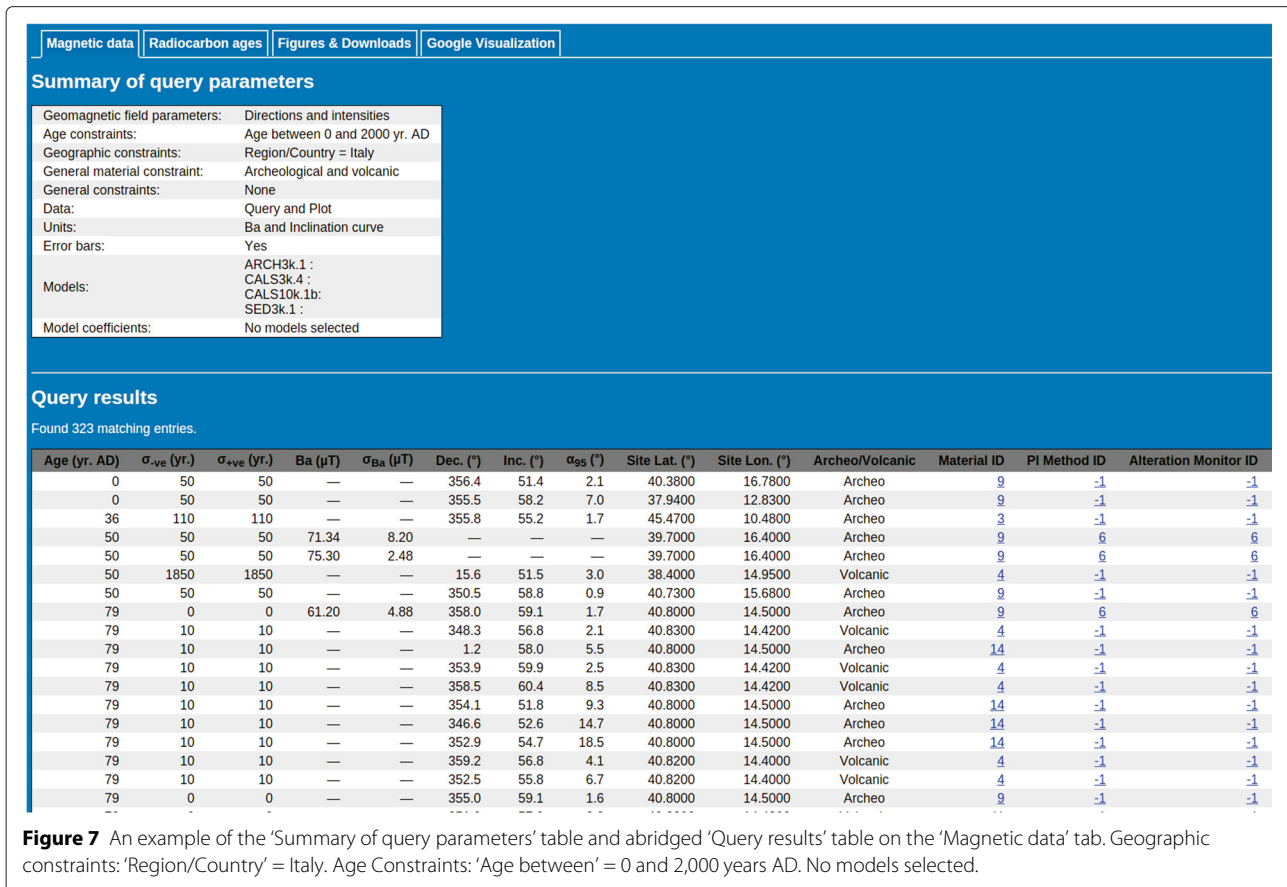 Magnetic data Radiocarbon ages Figures & Downloads Google Visualization
Summary of query parameters
Geomagnetic field parameters: Directions and intensities
Age constraints: Age between 0 and 2000 yr. AD
Geographic constraints: Region/Country = Italy
General material constraint: Archeological and volcanic
General constraints: None
Data: Query and Plot
Units: Ba and Inclination curve
Error bars: Yes
ARCH3k.1 :
CALS3k.4 :
Models:
CALS10k.1b:
SED3k.1 :
Model coefficients: No models selected
Query results
Found 323 matching entries.
Age (yr. AD) σ-ve (yr.) σ+ve (yr.) Ba (µT) σBa (µT) Dec. (°) Inc. (°) α95 (°) Site Lat. (°) Site Lon. (°) Archeo/Volcanic Material ID PI Method ID Alteration Monitor ID
0 50 50 — — 356.4 51.4 2.1 40.3800 16.7800 Archeo 9 -1 -1
0 50 50 — — 355.5 58.2 7.0 37.9400 12.8300 Archeo 9 -1 -1
36 110 110 — — 355.8 55.2 1.7 45.4700 10.4800 Archeo 3 -1 -1
50 50 50 71.34 8.20 — — — 39.7000 16.4000 Archeo 9 6 6
50 50 50 75.30 2.48 — — — 39.7000 16.4000 Archeo 9 6 6
50 1850 1850 — — 15.6 51.5 3.0 38.4000 14.9500 Volcanic 4 -1 -1
50 50 50 — — 350.5 58.8 0.9 40.7300 15.6800 Archeo 9 -1 -1
79 0 0 61.20 4.88 358.0 59.1 1.7 40.8000 14.5000 Archeo 9 6 6
79 10 10 — — 348.3 56.8 2.1 40.8300 14.4200 Volcanic 4 -1 -1
79 10 10 — — 1.2 58.0 5.5 40.8000 14.5000 Archeo 14 -1 -1
79 10 10 — — 353.9 59.9 2.5 40.8300 14.4200 Volcanic 4 -1 -1
79 10 10 — — 358.5 60.4 8.5 40.8300 14.4200 Volcanic 4 -1 -1
79 10 10 — — 354.1 51.8 9.3 40.8000 14.5000 Archeo 14 -1 -1
79 10 10 — — 346.6 52.6 14.7 40.8000 14.5000 Archeo 14 -1 -1
79 10 10 — — 352.9 54.7 18.5 40.8000 14.5000 Archeo 14 -1 -1
79 10 10 — — 359.2 56.8 4.1 40.8200 14.4000 Volcanic 4 -1 -1
79 10 10 — — 352.5 55.8 6.7 40.8200 14.4000 Volcanic 4 -1 -1
79 0 0 — — 355.0 59.1 1.6 40.8000 14.5000 Archeo 9 -1 -1
Figure 7 An example of the ‘Summary of query parameters’ table and abridged ‘Query results’ table on the ‘Magnetic data’ tab. Geographic
constraints: ‘Region/Country’ = Italy. Age Constraints: ‘Age between’ = 0 and 2,000 years AD. No models selected.